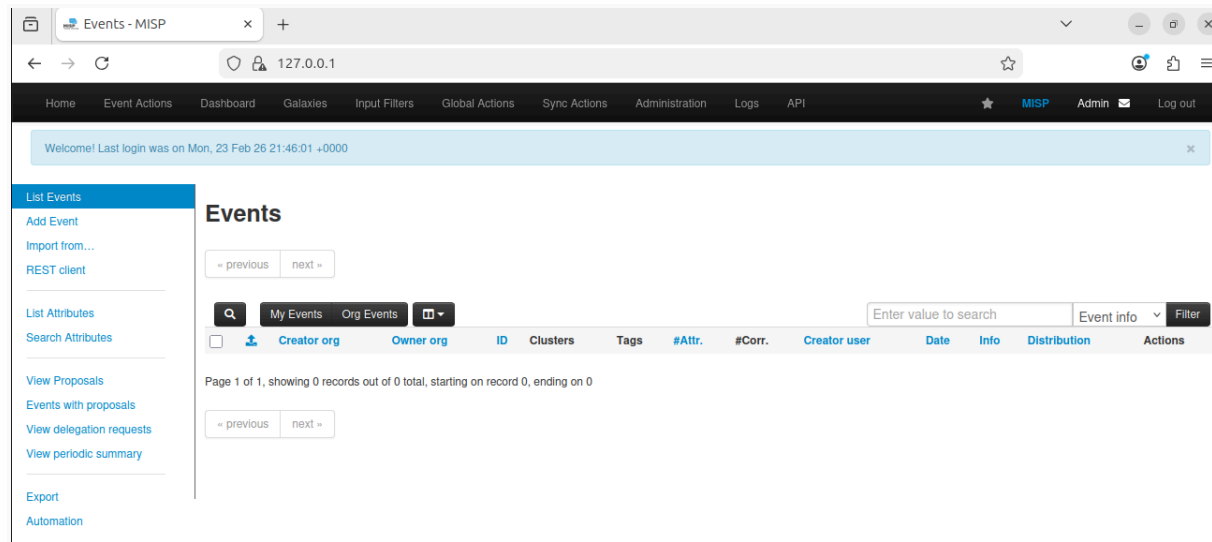 Events - MISP
127.0.0.1
Home Event Actions Dashboard Galaxies Input Filters Global Actions Sync Actions Administration Logs API MISP Admin Log out
Welcome! Last login was on Mon, 23 Feb 26 21:46:01 +0000 ×
List Events
Add Event
Import from…
REST client
List Attributes
Search Attributes
View Proposals
Events with proposals
View delegation requests
View periodic summary
Export
Automation
Events
« previous next »
My Events Org Events Enter value to search Event info Filter
Creator org Owner org ID Clusters Tags #Attr. #Corr. Creator user Date Info Distribution Actions
Page 1 of 1, showing 0 records out of 0 total, starting on record 0, ending on 0
« previous next »